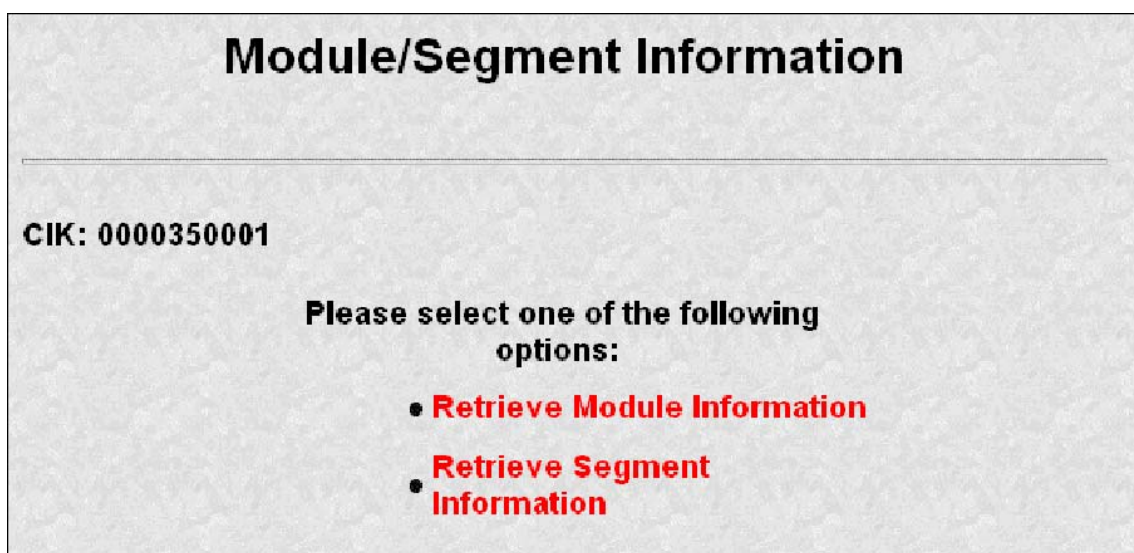 Module/Segment Information
CIK: 0000350001
Please select one of the following
options:
Retrieve Module Information
Retrieve Segment
Information